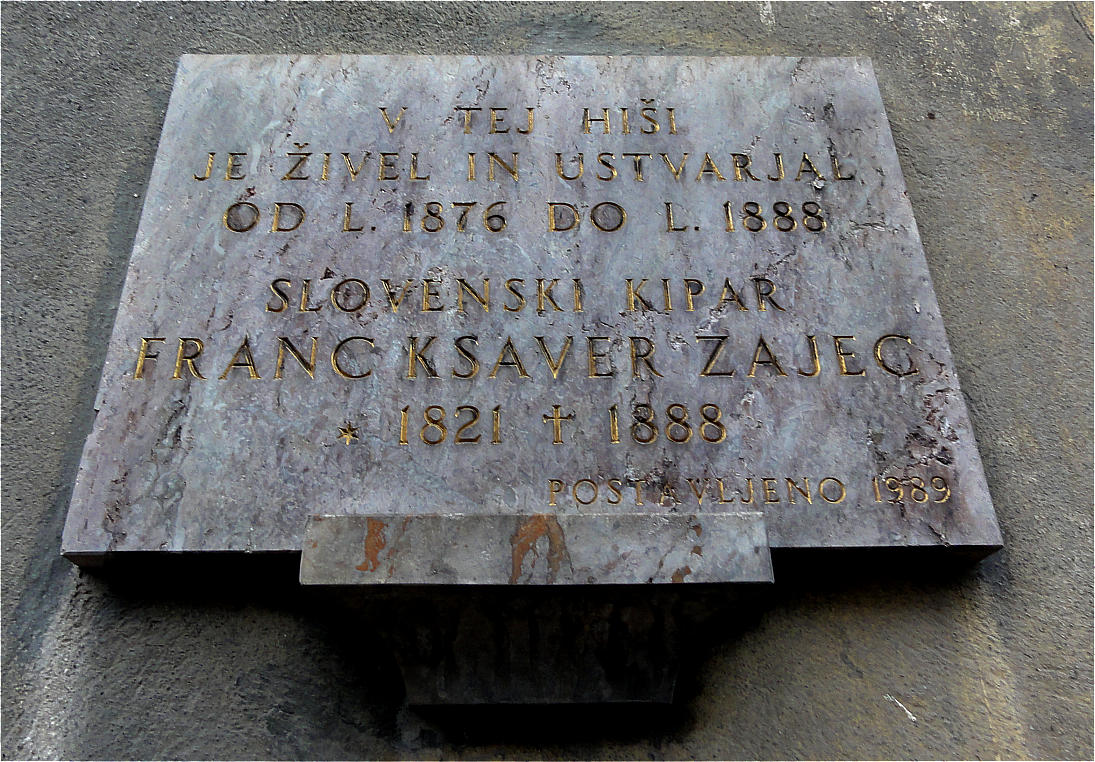 V TEJ HIŠI
JE ŽIVEL IN USTVARJAL
OD L. 1876 DO L. 1888
SLOVENSKI KIPAR
FRANC KSAVER ZAJEC
* 1821 † 1888
POSTAVLJENO 1989